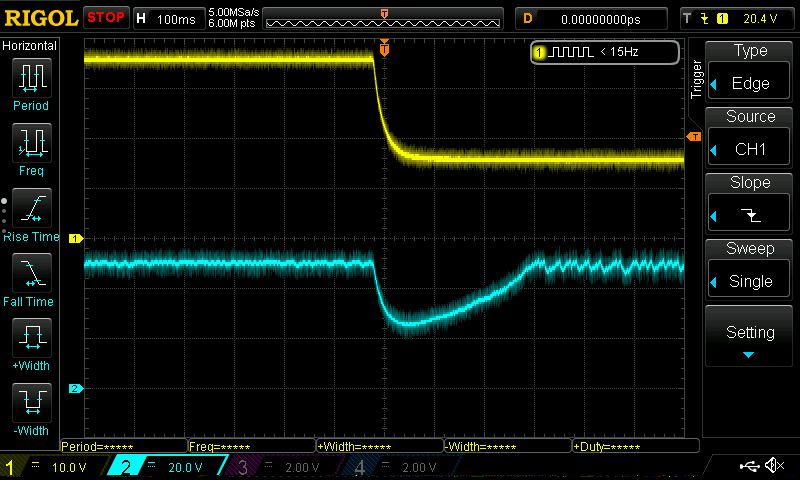 RIGOL STOP H 100ms 5.00MSa/s 6.00M pts T D 0.00000000ps T 1 20.4 V
Horizontal
Period
Freq
Rise Time
Fall Time
+Width
-Width
T
1 < 15Hz
T
1
2
Trigger
Type
Edge
Source
CH1
Slope
Sweep
Single
Setting
Period=***** Freq=***** +Width=***** -Width=***** +Duty=*****
1 = 10.0 V 2 = 20.0 V 3 = 2.00 V 4 = 2.00 V